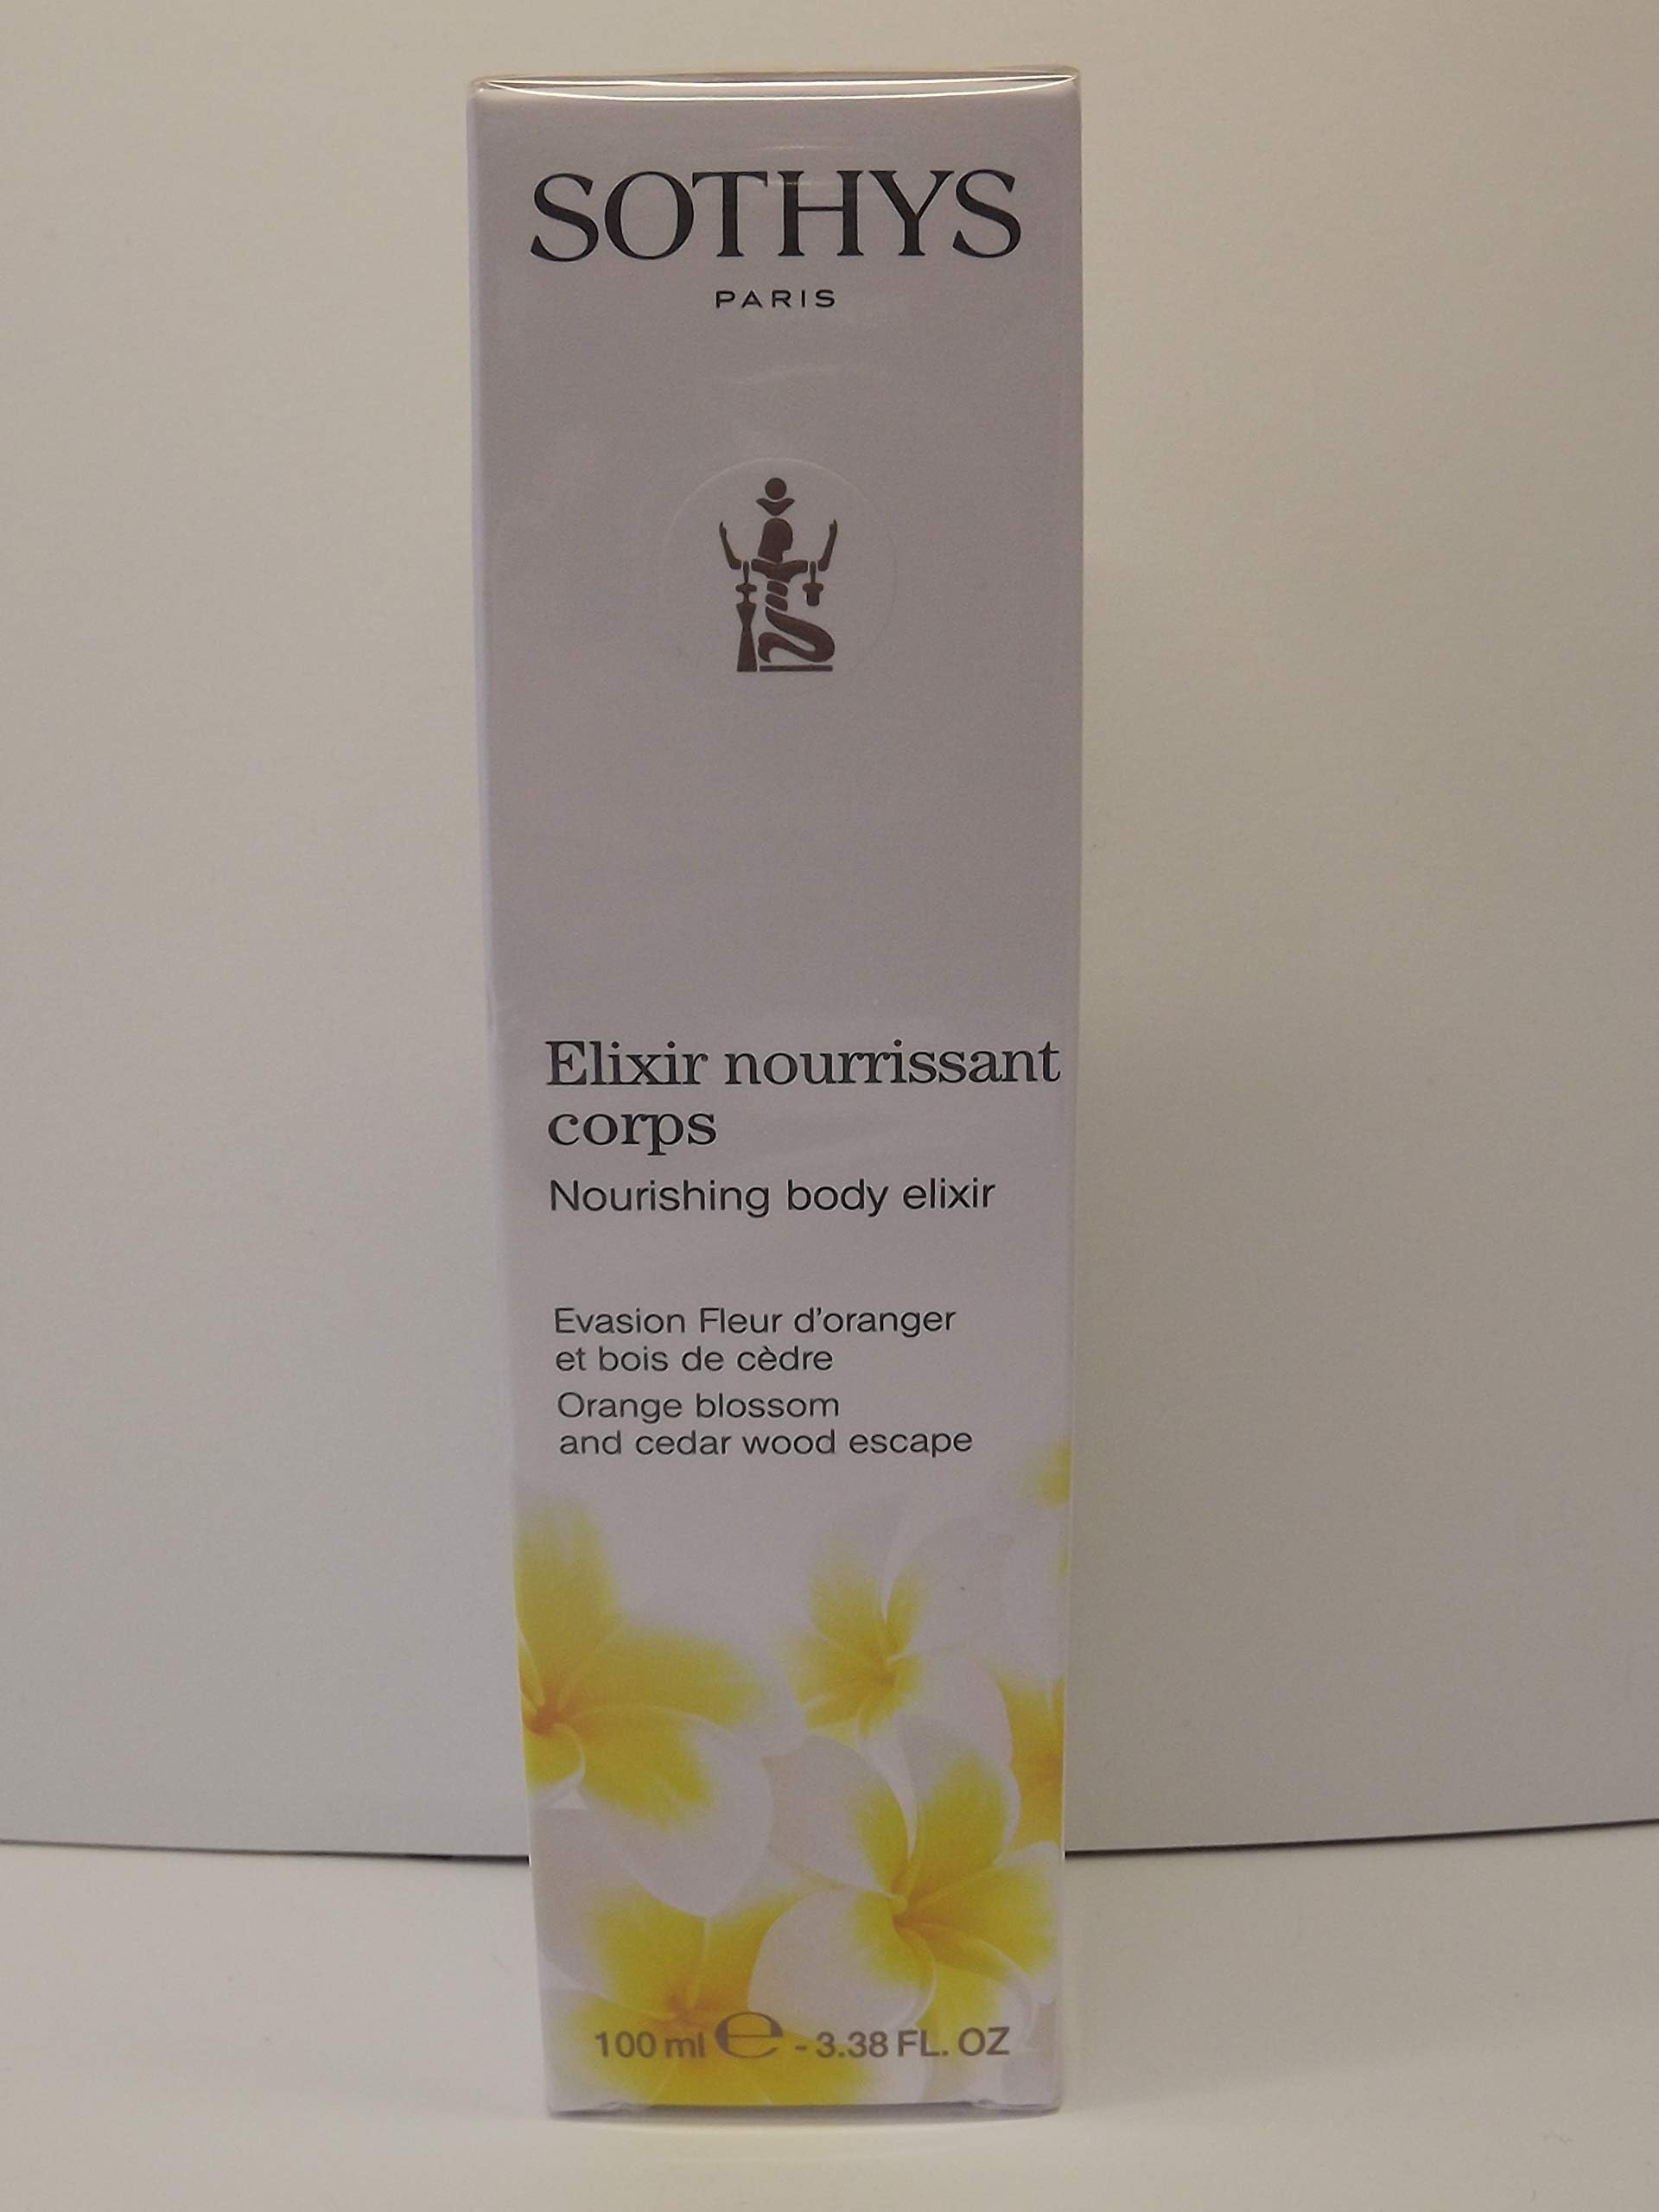 SOTHYS
PARIS
Elixir nourrissant
corps
Nourishing body elixir
Evasion Fleur d'oranger
et bois de cèdre
Orange blossom
and cedar wood escape
100 ml ℮ - 3.38 FL. OZ